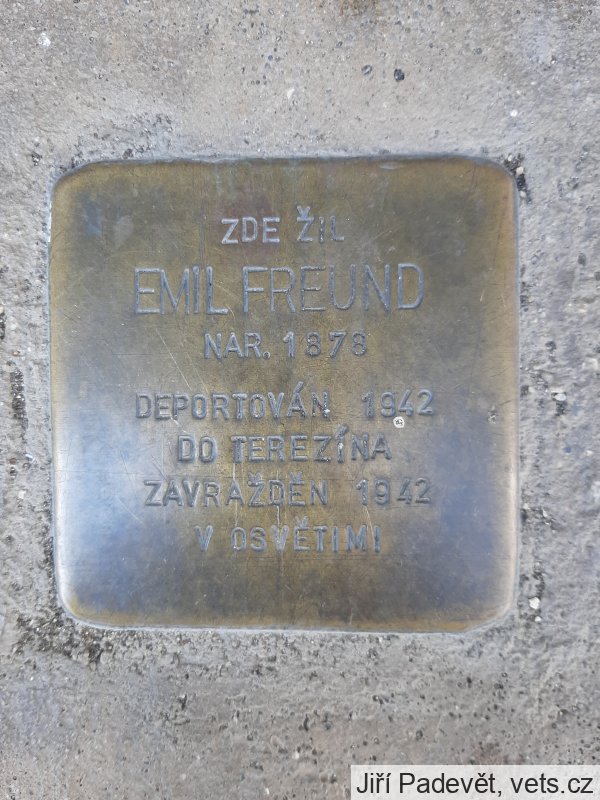 ZDE ŽIL
EMIL FREUND
NAR. 1878
DEPORTOVÁN 1942
DO TEREZÍNA
ZAVRAŽDĚN 1942
V OSVĚTIMI
Jiří Padevět, vets.cz